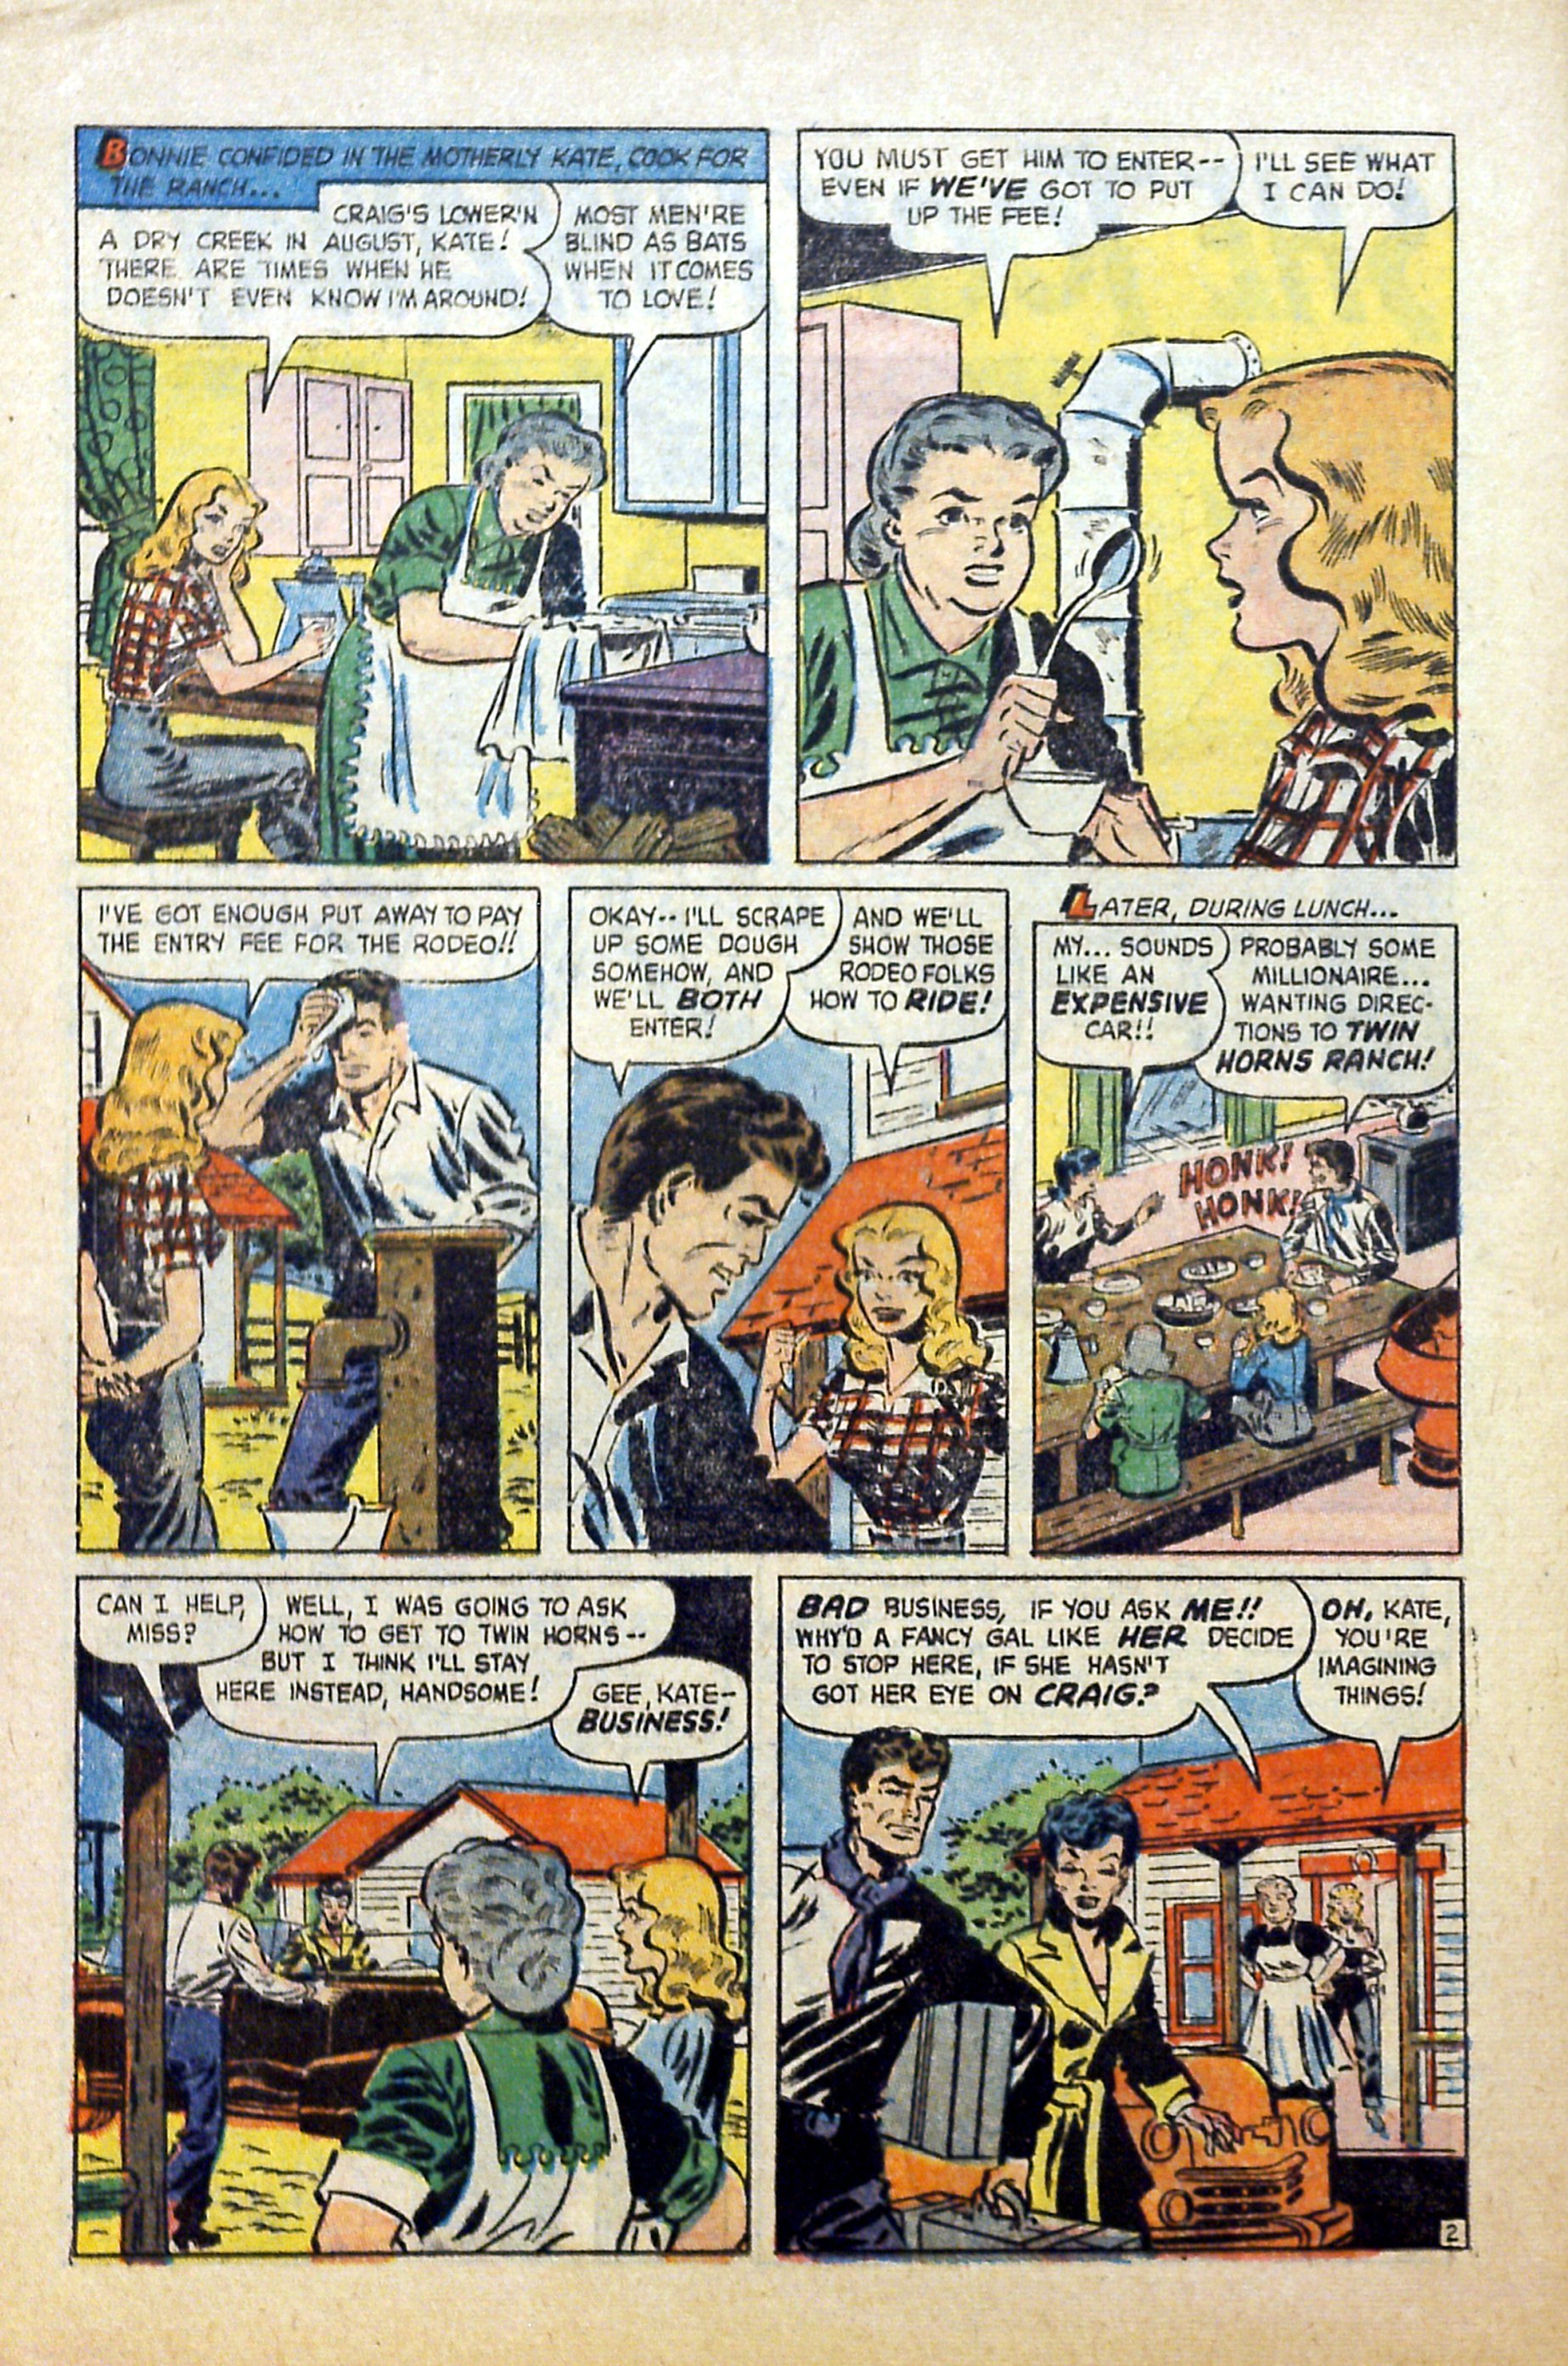 BONNIE CONFIDED IN THE MOTHERLY KATE, COOK FOR
THE RANCH...
CRAIG'S LOWER'N
A DRY CREEK IN AUGUST, KATE!
THERE ARE TIMES WHEN HE
DOESN'T EVEN KNOW I'M AROUND!
MOST MEN'RE
BLIND AS BATS
WHEN IT COMES
TO LOVE!
YOU MUST GET HIM TO ENTER--
EVEN IF WE'VE GOT TO PUT
UP THE FEE!
I'LL SEE WHAT
I CAN DO!
I'VE GOT ENOUGH PUT AWAY TO PAY
THE ENTRY FEE FOR THE RODEO!!
OKAY-- I'LL SCRAPE
UP SOME DOUGH
SOMEHOW, AND
WE'LL BOTH
ENTER!
AND WE'LL
SHOW THOSE
RODEO FOLKS
HOW TO RIDE!
LATER, DURING LUNCH...
MY... SOUNDS
LIKE AN
EXPENSIVE
CAR!!
PROBABLY SOME
MILLIONAIRE...
WANTING DIREC-
TIONS TO TWIN
HORNS RANCH!
HONK!
HONK!
CAN I HELP,
MISS?
WELL, I WAS GOING TO ASK
HOW TO GET TO TWIN HORNS--
BUT I THINK I'LL STAY
HERE INSTEAD, HANDSOME!
GEE, KATE-
BUSINESS!
BAD BUSINESS, IF YOU ASK ME!!
WHY'D A FANCY GAL LIKE HER DECIDE
TO STOP HERE, IF SHE HASN'T
GOT HER EYE ON CRAIG?
OH, KATE,
YOU'RE
IMAGINING
THINGS!
2